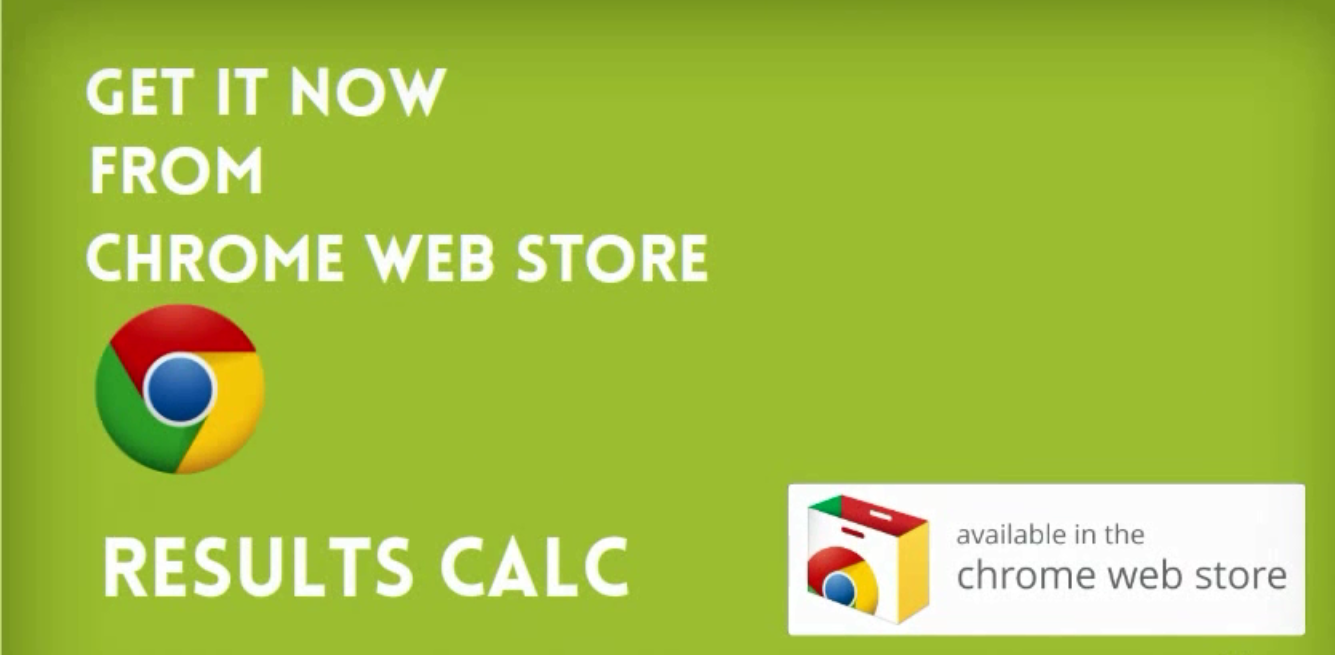 GET IT NOW
FROM
CHROME WEB STORE
RESULTS CALC
available in the
chrome web store